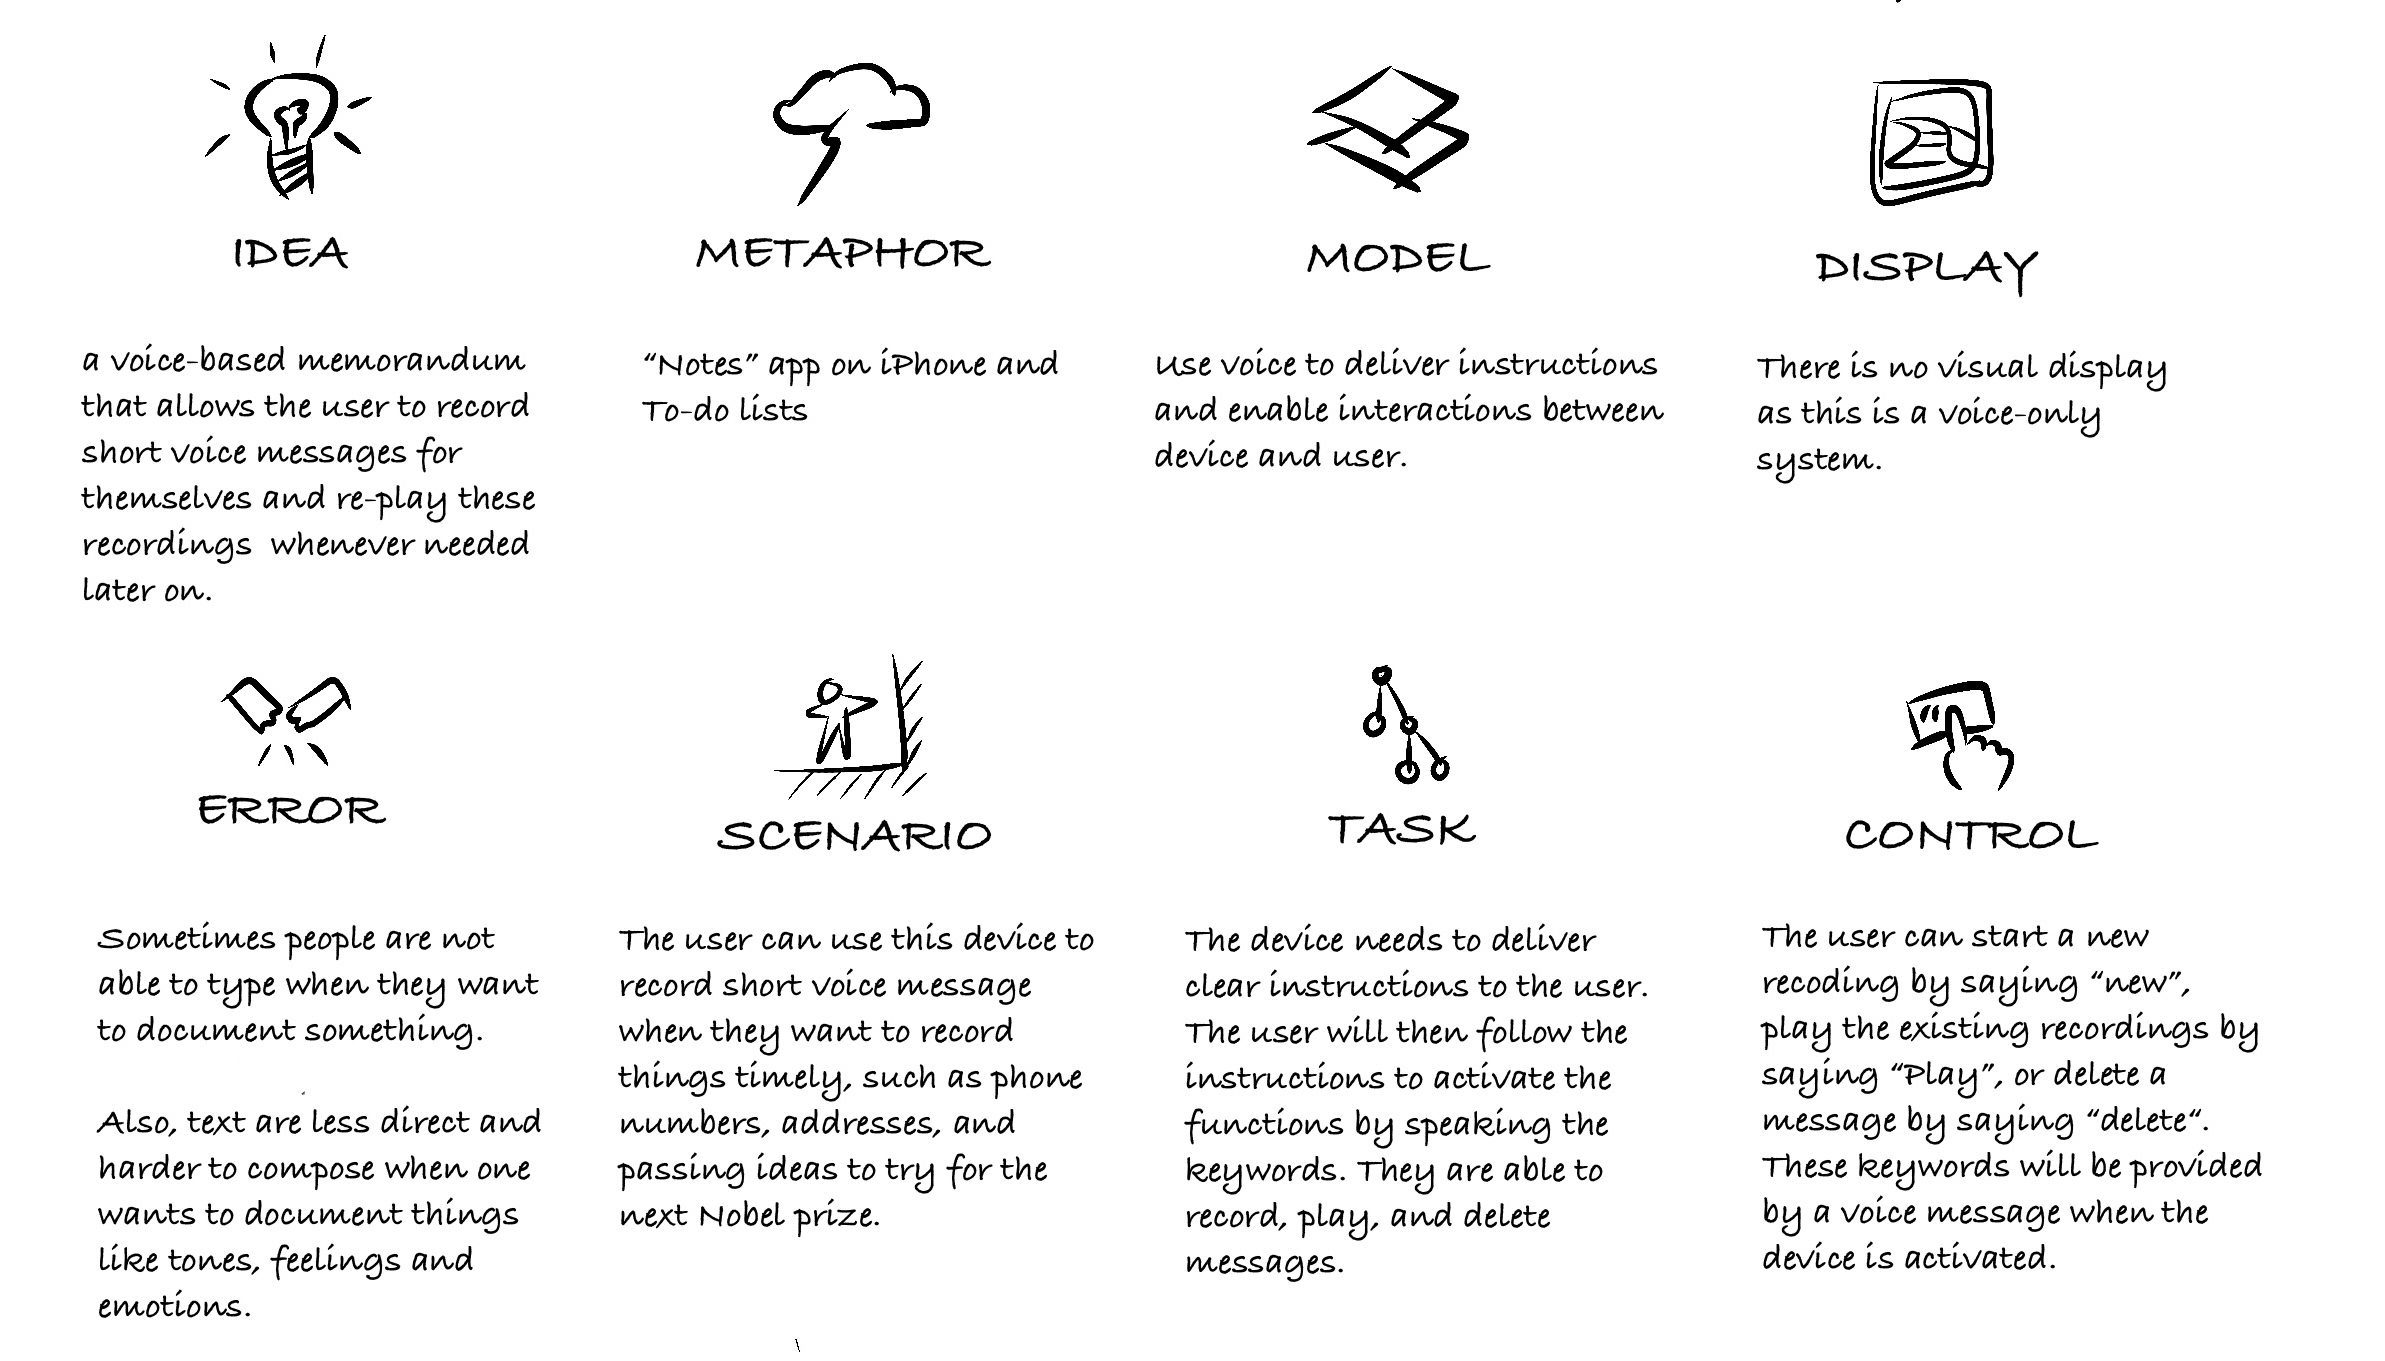 IDEA
a voice-based memorandum
that allows the user to record
short voice messages for
themselves and re-play these
recordings whenever needed
later on.
METAPHOR
“Notes” app on iPhone and
To-do lists
MODEL
Use voice to deliver instructions
and enable interactions between
device and user.
DISPLAY
There is no visual display
as this is a voice-only
system.
ERROR
Sometimes people are not
able to type when they want
to document something.
Also, text are less direct and
harder to compose when one
wants to document things
like tones, feelings and
emotions.
SCENARIO
The user can use this device to
record short voice message
when they want to record
things timely, such as phone
numbers, addresses, and
passing ideas to try for the
next Nobel prize.
TASK
The device needs to deliver
clear instructions to the user.
The user will then follow the
instructions to activate the
functions by speaking the
keywords. They are able to
record, play, and delete
messages.
CONTROL
The user can start a new
recoding by saying “new”,
play the existing recordings by
saying “Play”, or delete a
message by saying “delete“.
These keywords will be provided
by a voice message when the
device is activated.